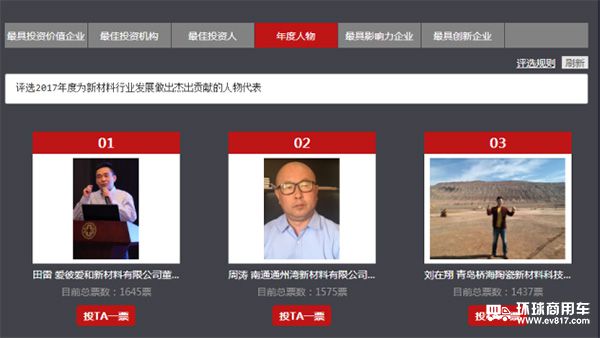 最具投资价值企业 最佳投资机构 最佳投资人 年度人物 最具影响力企业 最具创新企业
评选规则 刷新
评选2017年度为新材料行业发展做出杰出贡献的人物代表
01 02 03
田雷 爱彼爱和新材料有限公司董... 周涛 南通通州湾新材料有限公司... 刘在翔 青岛桥海陶瓷新材料科技...
目前总票数：1645票 目前总票数：1575票 目前总票数：1437票
投TA一票 投TA一票
环球商用车
www.ev817.com